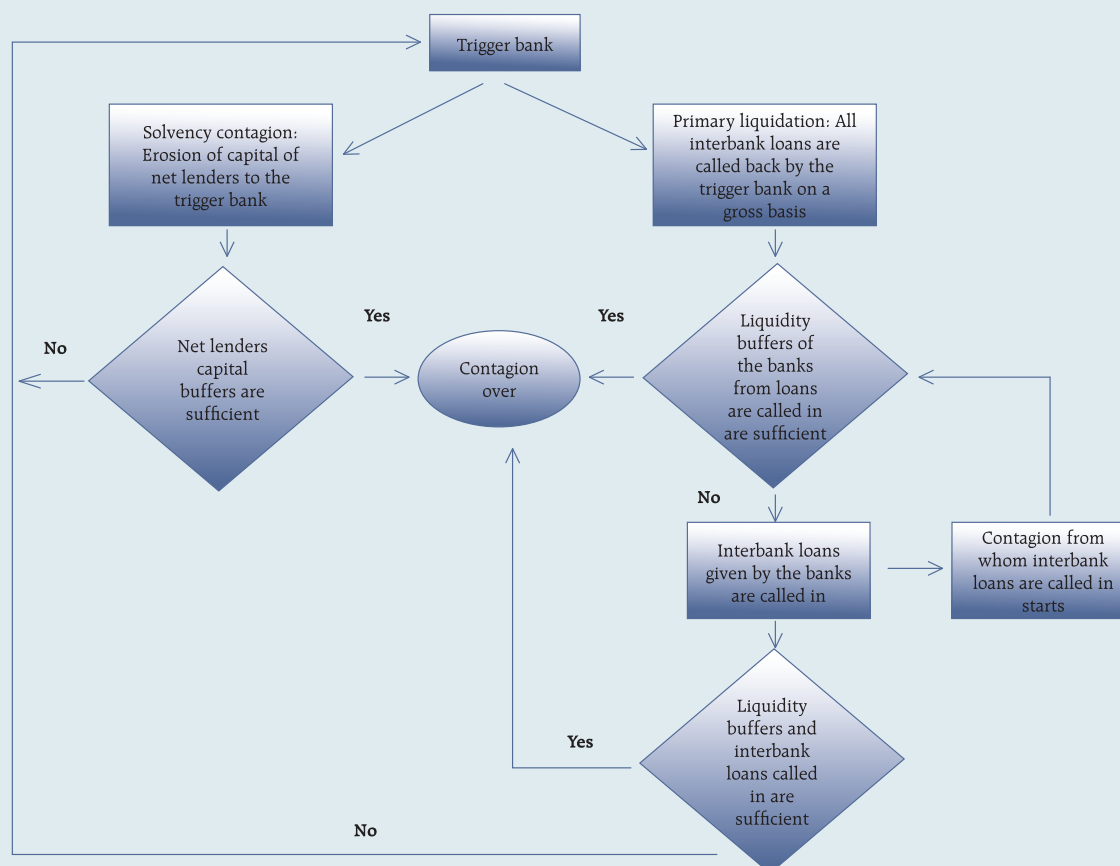 Trigger bank
Solvency contagion:
Erosion of capital of
net lenders to the
trigger bank
Primary liquidation: All
interbank loans are
called back by the
trigger bank on a
gross basis
No
Net lenders
capital
buffers are
sufficient
Yes
Contagion
over
Yes
Liquidity
buffers of
the banks
from loans
are called in
are sufficient
No
Interbank loans
given by the banks
are called in
Contagion from
whom interbank
loans are called in
starts
Yes
Liquidity
buffers and
interbank
loans called
in are
sufficient
No